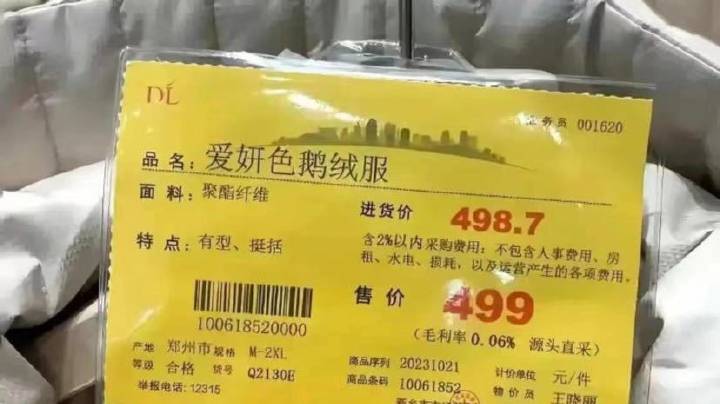 DL
务员 001620
品名：爱妍色鹅绒服
面料：聚酯纤维
进货价 498.7
特点：有型、挺括
含2%以内采购费用；不包含人事费用、房
租、水电、损耗，以及运营产生的各项费用。
售价 499
100618520000
（毛利率 0.06% 源头直采）
产地 郑州市 规格 M-2XL
商品序列 20231021 计价单位 元/件
等级 合格 货号 Q2130E
商品条码 10061852 物价员 王晓丽
举报电话：12315